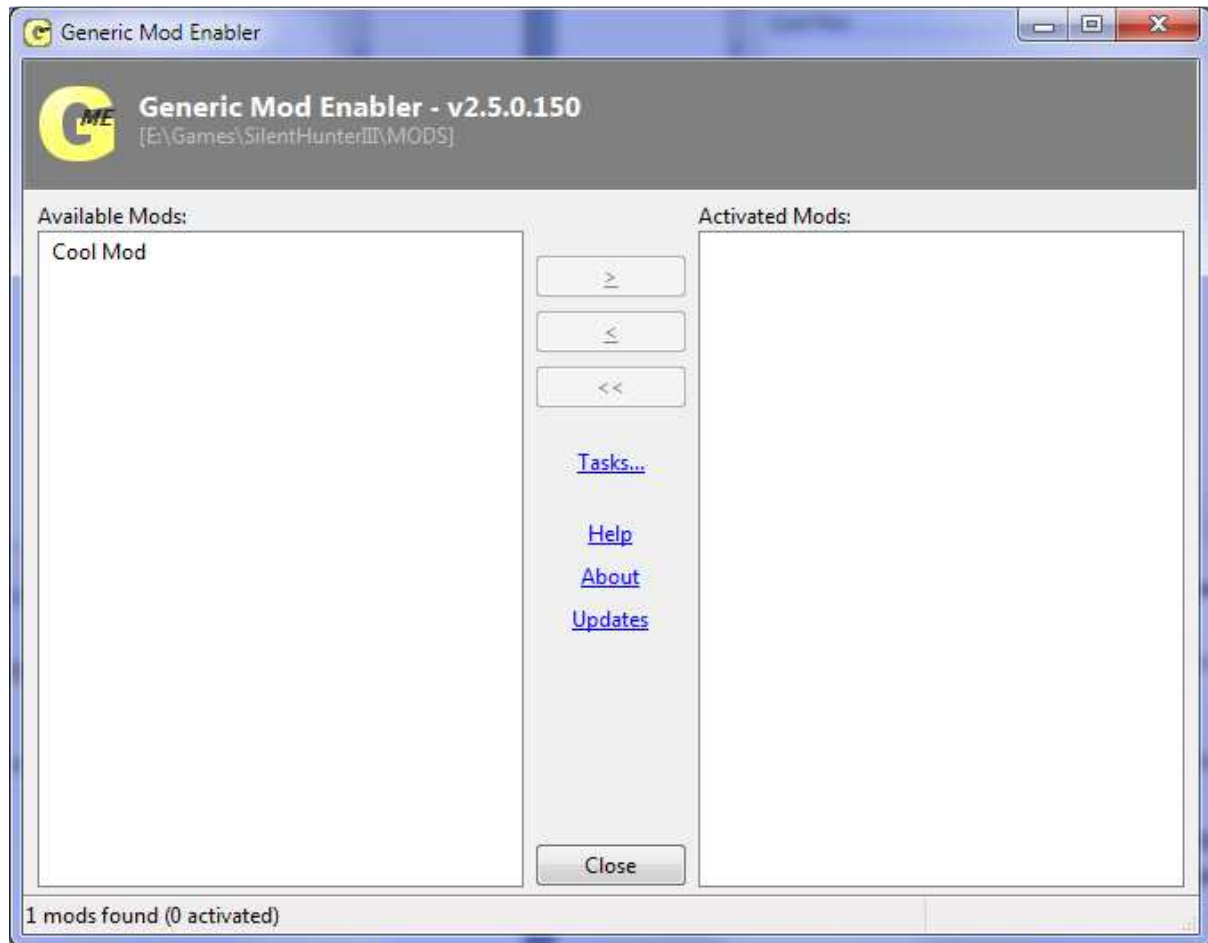 Generic Mod Enabler
G ME
Generic Mod Enabler - v2.5.0.150
[E:\Games\SilentHunterIII\MODS]
Available Mods:
Activated Mods:
Cool Mod
>
<
<<
Tasks...
Help
About
Updates
Close
1 mods found (0 activated)